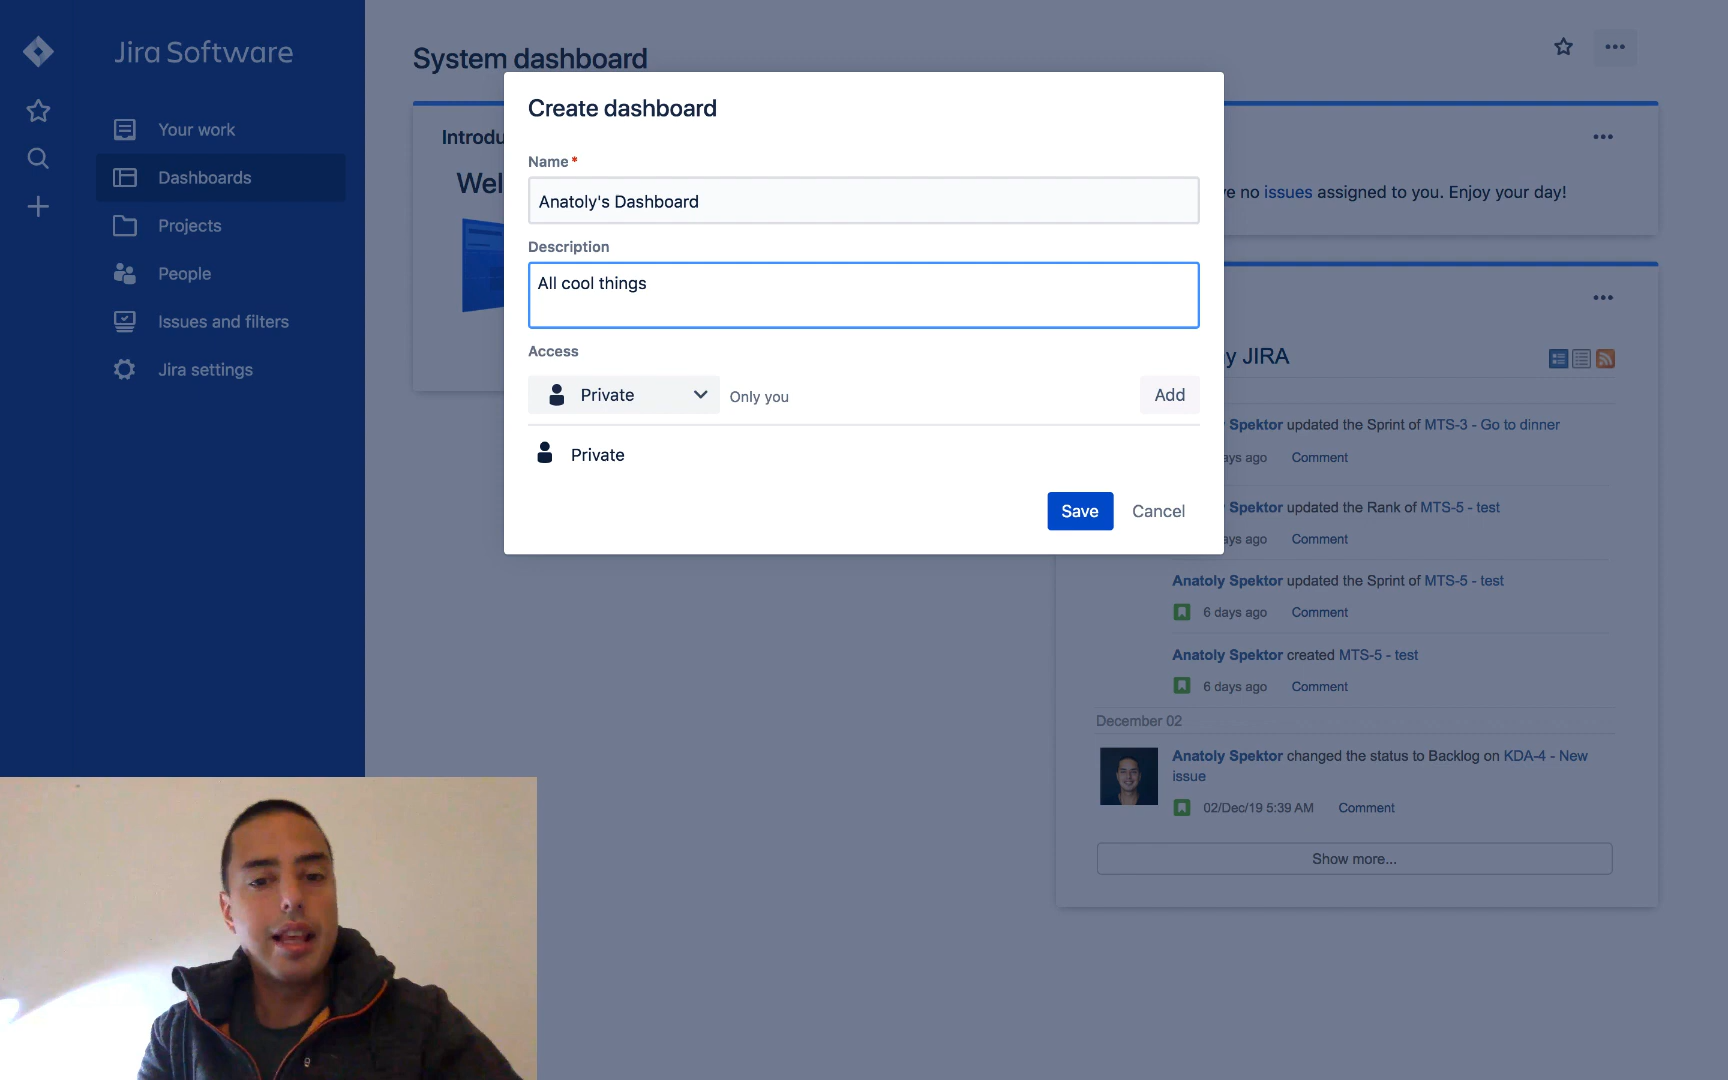 Jira Software
Your work
Dashboards
Projects
People
Issues and filters
Jira settings
System dashboard
Create dashboard
Name*
Anatoly's Dashboard
Description
All cool things
Access
Private
Only you
Add
Private
Save
Cancel
issues assigned to you. Enjoy your day!
JIRA
Spektor updated the Sprint of MTS-3 - Go to dinner
ago Comment
Spektor updated the Rank of MTS-5 - test
ago Comment
Anatoly Spektor updated the Sprint of MTS-5 - test
6 days ago Comment
Anatoly Spektor created MTS-5 - test
6 days ago Comment
December 02
Anatoly Spektor changed the status to Backlog on KDA-4 - New
issue
02/Dec/19 5:39 AM Comment
Show more...